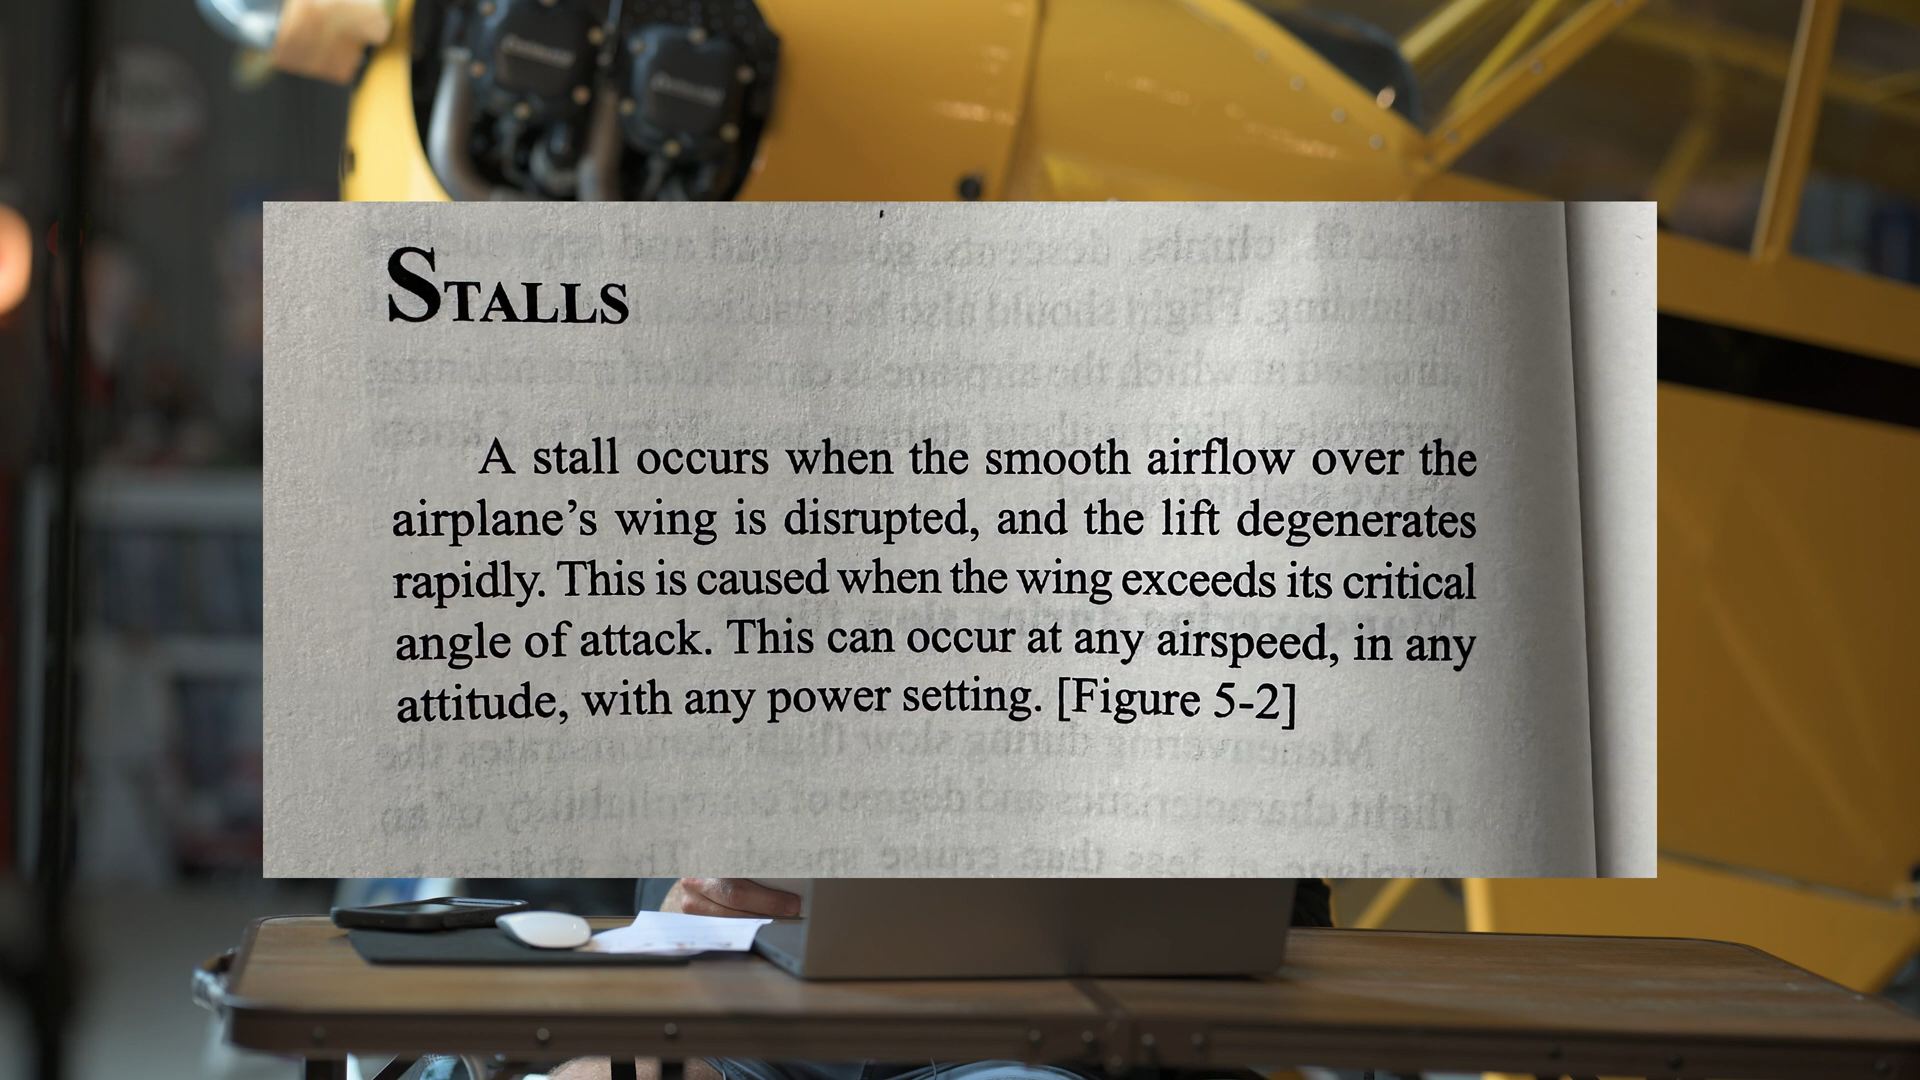 STALLS
A stall occurs when the smooth airflow over the
airplane’s wing is disrupted, and the lift degenerates
rapidly. This is caused when the wing exceeds its critical
angle of attack. This can occur at any airspeed, in any
attitude, with any power setting. [Figure 5-2]